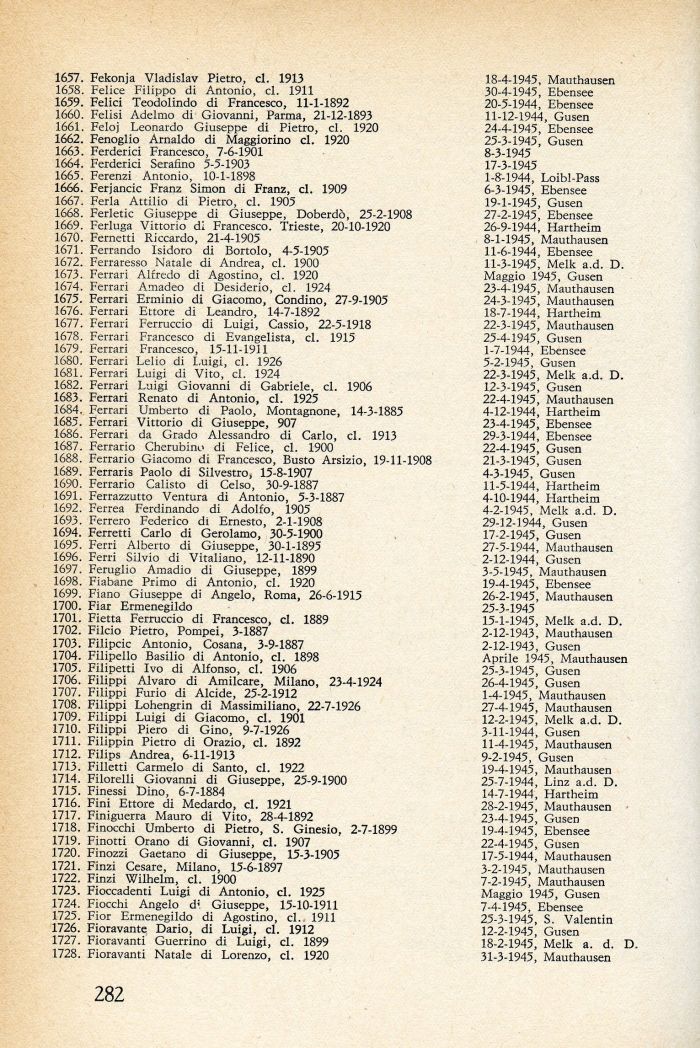 1657. Fekonja Vladislav Pietro, cl. 1913 18-4-1945, Mauthausen
1658. Felice Filippo di Antonio, cl. 1911 30-4-1945, Ebensee
1659. Felici Teodolindo di Francesco, 11-1-1892 20-5-1944, Ebensee
1660. Felisi Adelmo di Giovanni, Parma, 21-12-1893 11-12-1944, Gusen
1661. Feloj Leonardo Giuseppe di Pietro, cl. 1920 24-4-1945, Ebensee
1662. Fenoglio Arnaldo di Maggiorino cl. 1920 25-3-1945, Gusen
1663. Ferderici Francesco, 7-6-1901 8-3-1945
1664. Ferderici Serafino 5-5-1903 17-3-1945
1665. Ferenzi Antonio, 10-1-1898 1-8-1944, Loibl-Pass
1666. Ferjancic Franz Simon di Franz, cl. 1909 6-3-1945, Ebensee
1667. Ferla Attilio di Pietro, cl. 1905 19-1-1945, Gusen
1668. Ferletic Giuseppe di Giuseppe, Doberdò, 25-2-1908 27-2-1945, Ebensee
1669. Ferluga Vittorio di Francesco. Trieste, 20-10-1920 26-9-1944, Hartheim
1670. Fernetti Riccardo, 21-4-1905 8-1-1945, Mauthausen
1671. Ferrando Isidoro di Bortolo, 4-5-1905 11-6-1944, Ebensee
1672. Ferraresso Natale di Andrea, cl. 1900 11-3-1945, Melk a.d. D.
1673. Ferrari Alfredo di Agostino, cl. 1920 Maggio 1945, Gusen
1674. Ferrari Amadeo di Desiderio, cl. 1924 23-4-1945, Mauthausen
1675. Ferrari Erminio di Giacomo, Condino, 27-9-1905 24-3-1945, Mauthausen
1676. Ferrari Ettore di Leandro, 14-7-1892 18-7-1944, Hartheim
1677. Ferrari Ferruccio di Luigi, Cassio, 22-5-1918 22-3-1945, Mauthausen
1678. Ferrari Francesco di Evangelista, cl. 1915 25-4-1945, Gusen
1679. Ferrari Francesco, 15-11-1911 1-7-1944, Ebensee
1680. Ferrari Lelio di Luigi, cl. 1926 5-2-1945, Gusen
1681. Ferrari Luigi di Vito, cl. 1924 22-3-1945, Melk a.d. D.
1682. Ferrari Luigi Giovanni di Gabriele, cl. 1906 12-3-1945, Gusen
1683. Ferrari Renato di Antonio, cl. 1925 22-4-1945, Mauthausen
1684. Ferrari Umberto di Paolo, Montagnone, 14-3-1885 4-12-1944, Hartheim
1685. Ferrari Vittorio di Giuseppe, 907 23-4-1945, Ebensee
1686. Ferrari da Grado Alessandro di Carlo, cl. 1913 29-3-1944, Ebensee
1687. Ferrario Cherubino di Felice, cl. 1900 22-4-1945, Gusen
1688. Ferrario Giacomo di Francesco, Busto Arsizio, 19-11-1908 21-3-1945, Gusen
1689. Ferraris Paolo di Silvestro, 15-8-1907 4-3-1945, Gusen
1690. Ferrario Calisto di Celso, 30-9-1887 11-5-1944, Hartheim
1691. Ferrazzutto Ventura di Antonio, 5-3-1887 4-10-1944, Hartheim
1692. Ferrea Ferdinando di Adolfo, 1905 4-2-1945, Melk a.d. D.
1693. Ferrero Federico di Ernesto, 2-1-1908 29-12-1944, Gusen
1694. Ferretti Carlo di Gerolamo, 30-5-1900 17-2-1945, Gusen
1695. Ferri Alberto di Giuseppe, 30-1-1895 27-5-1944, Mauthausen
1696. Ferri Silvio di Vitaliano, 12-11-1890 2-12-1944, Gusen
1697. Feruglio Amadio di Giuseppe, 1899 3-5-1945, Mauthausen
1698. Fiabane Primo di Antonio, cl. 1920 19-4-1945, Ebensee
1699. Fiano Giuseppe di Angelo, Roma, 26-6-1915 26-2-1945, Mauthausen
1700. Fiar Ermenegildo 25-3-1945
1701. Fietta Ferruccio di Francesco, cl. 1889 15-1-1945, Melk a.d. D.
1702. Filcio Pietro, Pompei, 3-1887 2-12-1943, Mauthausen
1703. Filipcic Antonio, Cosana, 3-9-1887 2-12-1943, Gusen
1704. Filipello Basilio di Antonio, cl. 1898 Aprile 1945, Mauthausen
1705. Filipetti Ivo di Alfonso, cl. 1906 25-3-1945, Gusen
1706. Filippi Alvaro di Amilcare, Milano, 23-4-1924 26-4-1945, Gusen
1707. Filippi Furio di Alcide, 25-2-1912 1-4-1945, Mauthausen
1708. Filippi Lohengrin di Massimiliano, 22-7-1926 27-4-1945, Mauthausen
1709. Filippi Luigi di Giacomo, cl. 1901 12-2-1945, Melk a.d. D.
1710. Filippi Piero di Gino, 9-7-1926 3-11-1944, Gusen
1711. Filippin Pietro di Orazio, cl. 1892 11-4-1945, Mauthausen
1712. Filips Andrea, 6-11-1913 9-2-1945, Gusen
1713. Filletti Carmelo di Santo, cl. 1922 19-4-1945, Mauthausen
1714. Filorelli Giovanni di Giuseppe, 25-9-1900 25-7-1944, Linz a.d. D.
1715. Finessi Dino, 6-7-1884 14-7-1944, Hartheim
1716. Fini Ettore di Medardo, cl. 1921 28-2-1945, Mauthausen
1717. Finiguerra Mauro di Vito, 28-4-1892 23-4-1945, Gusen
1718. Finocchi Umberto di Pietro, S. Ginesio, 2-7-1899 19-4-1945, Ebensee
1719. Finotti Orano di Giovanni, cl. 1907 22-4-1945, Gusen
1720. Finozzi Gaetano di Giuseppe, 15-3-1905 17-5-1944, Mauthausen
1721. Finzi Cesare, Milano, 15-6-1897 3-2-1945, Mauthausen
1722. Finzi Wilhelm, cl. 1900 7-2-1945, Mauthausen
1723. Fioccadenti Luigi di Antonio, cl. 1925 Maggio 1945, Gusen
1724. Fiocchi Angelo di Giuseppe, 15-10-1911 7-4-1945, Ebensee
1725. Fior Ermenegildo di Agostino, cl. 1911 25-3-1945, S. Valentin
1726. Fioravante Dario, di Luigi, cl. 1912 12-2-1945, Gusen
1727. Fioravanti Guerrino di Luigi, cl. 1899 18-2-1945, Melk a. d. D.
1728. Fioravanti Natale di Lorenzo, cl. 1920 31-3-1945, Mauthausen
282